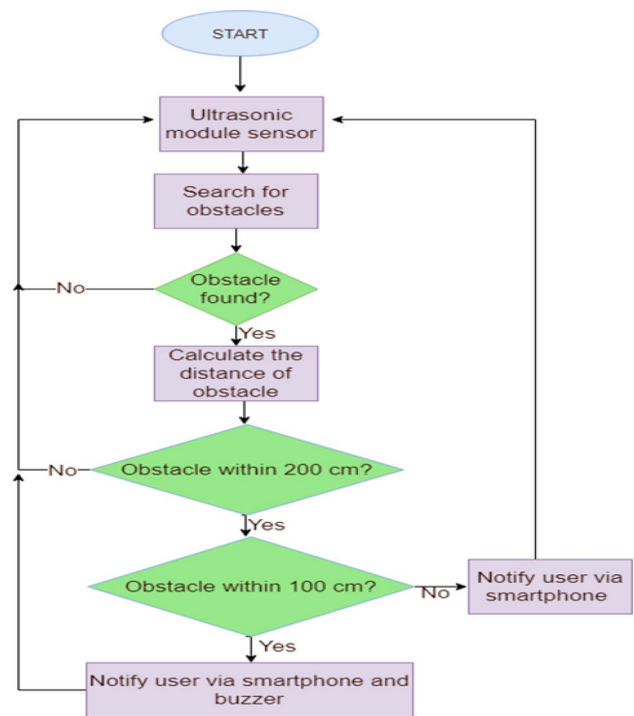 START
Ultrasonic
module sensor
Search for
obstacles
Obstacle
found?
No
Yes
Calculate the
distance of
obstacle
Obstacle within 200 cm?
No
Yes
Obstacle within 100 cm?
No
Notify user via
smartphone
Yes
Notify user via smartphone and
buzzer